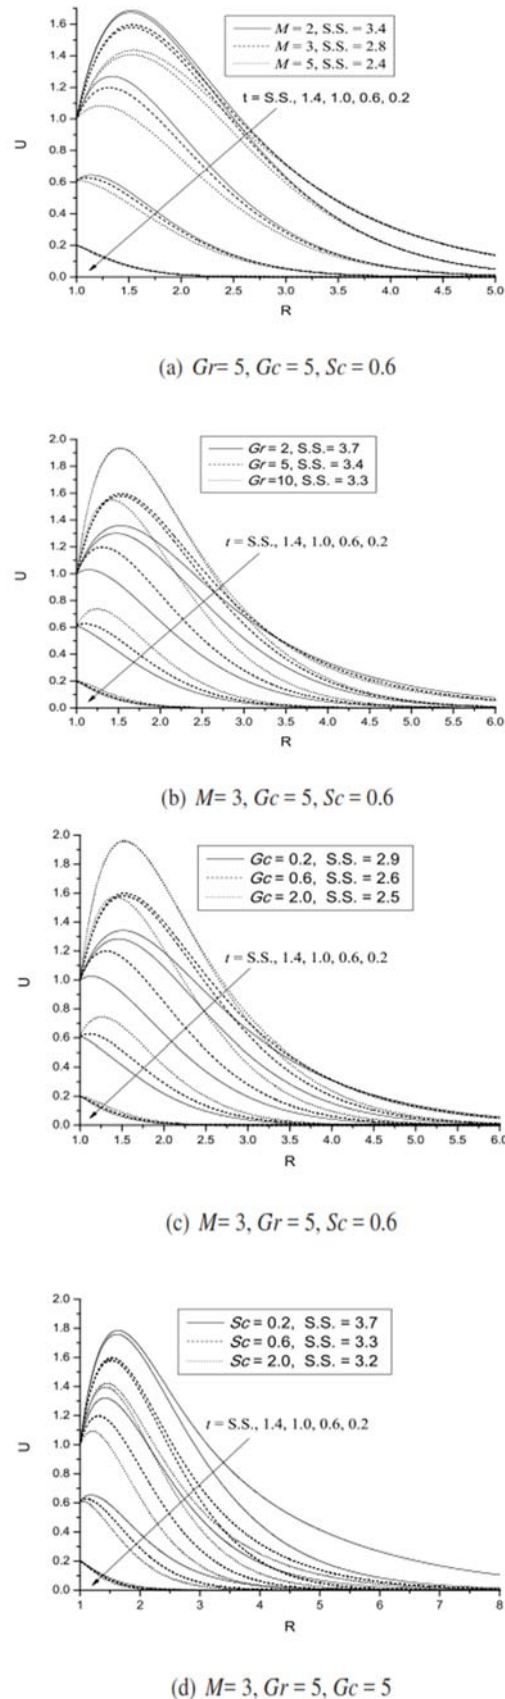 1.6
1.4
1.2
1.0
0.8
0.6
0.4
0.2
0.0
U
M = 2, S.S. = 3.4
M = 3, S.S. = 2.8
M = 5, S.S. = 2.4
t = S.S., 1.4, 1.0, 0.6, 0.2
1.0 1.5 2.0 2.5 3.0 3.5 4.0 4.5 5.0
R
(a) Gr= 5, Gc = 5, Sc = 0.6
2.0
1.8
1.6
1.4
1.2
1.0
0.8
0.6
0.4
0.2
0.0
U
Gr= 2, S.S.= 3.7
Gr= 5, S.S. = 3.4
Gr=10, S.S. = 3.3
t = S.S., 1.4, 1.0, 0.6, 0.2
1.0 1.5 2.0 2.5 3.0 3.5 4.0 4.5 5.0 5.5 6.0
R
(b) M= 3, Gc = 5, Sc = 0.6
2.0
1.8
1.6
1.4
1.2
1.0
0.8
0.6
0.4
0.2
0.0
U
Gc = 0.2, S.S. = 2.9
Gc = 0.6, S.S. = 2.6
Gc = 2.0, S.S. = 2.5
t = S.S., 1.4, 1.0, 0.6, 0.2
1.0 1.5 2.0 2.5 3.0 3.5 4.0 4.5 5.0 5.5 6.0
R
(c) M= 3, Gr = 5, Sc = 0.6
2.0
1.8
1.6
1.4
1.2
1.0
0.8
0.6
0.4
0.2
0.0
U
Sc = 0.2, S.S. = 3.7
Sc = 0.6, S.S. = 3.3
Sc = 2.0, S.S. = 3.2
t = S.S., 1.4, 1.0, 0.6, 0.2
1 2 3 4 5 6 7 8
R
(d) M= 3, Gr = 5, Gc = 5